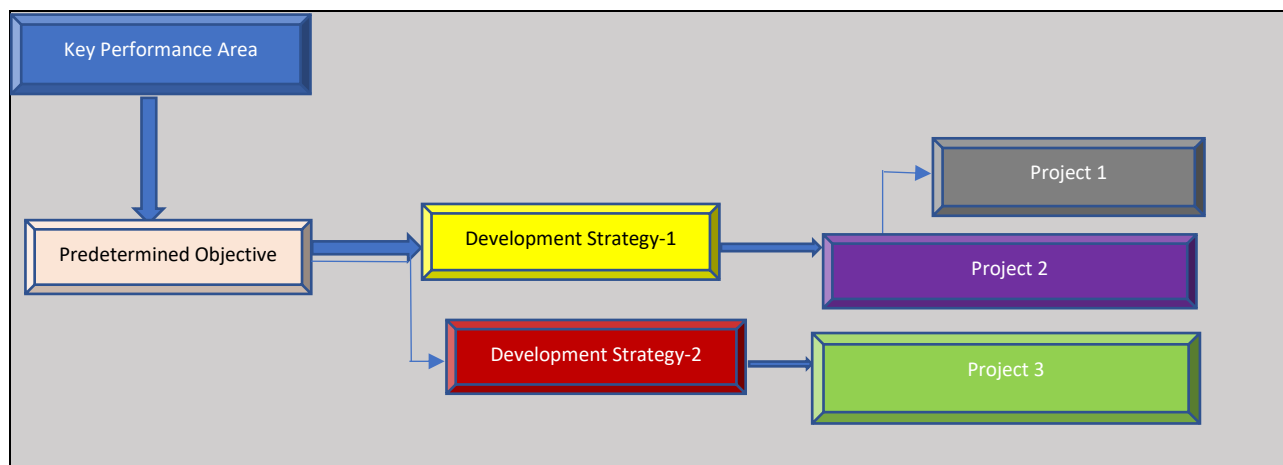 Key Performance Area
Project 1
Predetermined Objective
Development Strategy-1
Project 2
Development Strategy-2
Project 3